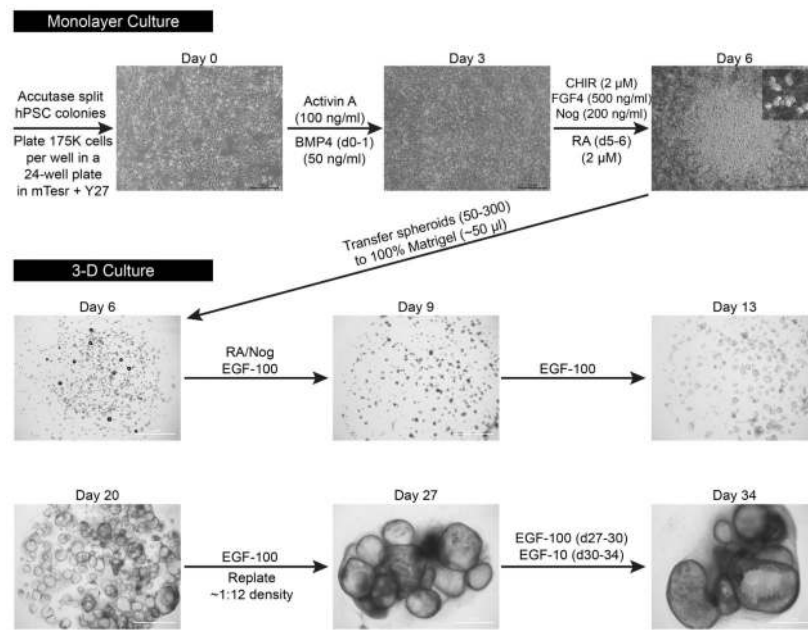 Monolayer Culture
Day 0
Day 3
Day 6
Accutase split
hPSC colonies
Plate 175K cells
per well in a
24-well plate
in mTesr + Y27
Activin A
(100 ng/ml)
BMP4 (d0-1)
(50 ng/ml)
CHIR (2 µM)
FGF4 (500 ng/ml)
Nog (200 ng/ml)
RA (d5-6)
(2 µM)
Transfer spheroids (50-300)
to 100% Matrigel (~50 µl)
3-D Culture
Day 6
Day 9
Day 13
RA/Nog
EGF-100
EGF-100
Day 20
Day 27
Day 34
EGF-100
Replate
~1:12 density
EGF-100 (d27-30)
EGF-10 (d30-34)